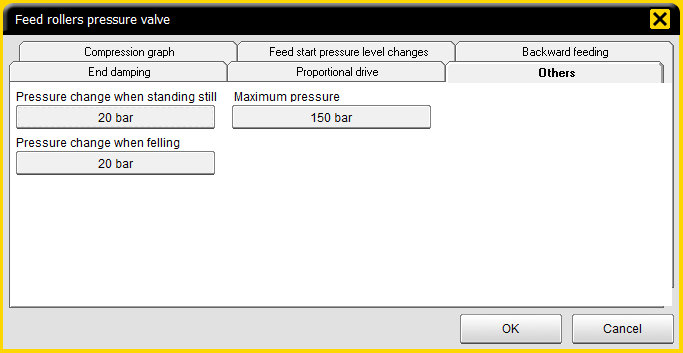 Feed rollers pressure valve
Compression graph
Feed start pressure level changes
Backward feeding
End damping
Proportional drive
Others
Pressure change when standing still
Maximum pressure
20 bar
150 bar
Pressure change when felling
20 bar
OK
Cancel